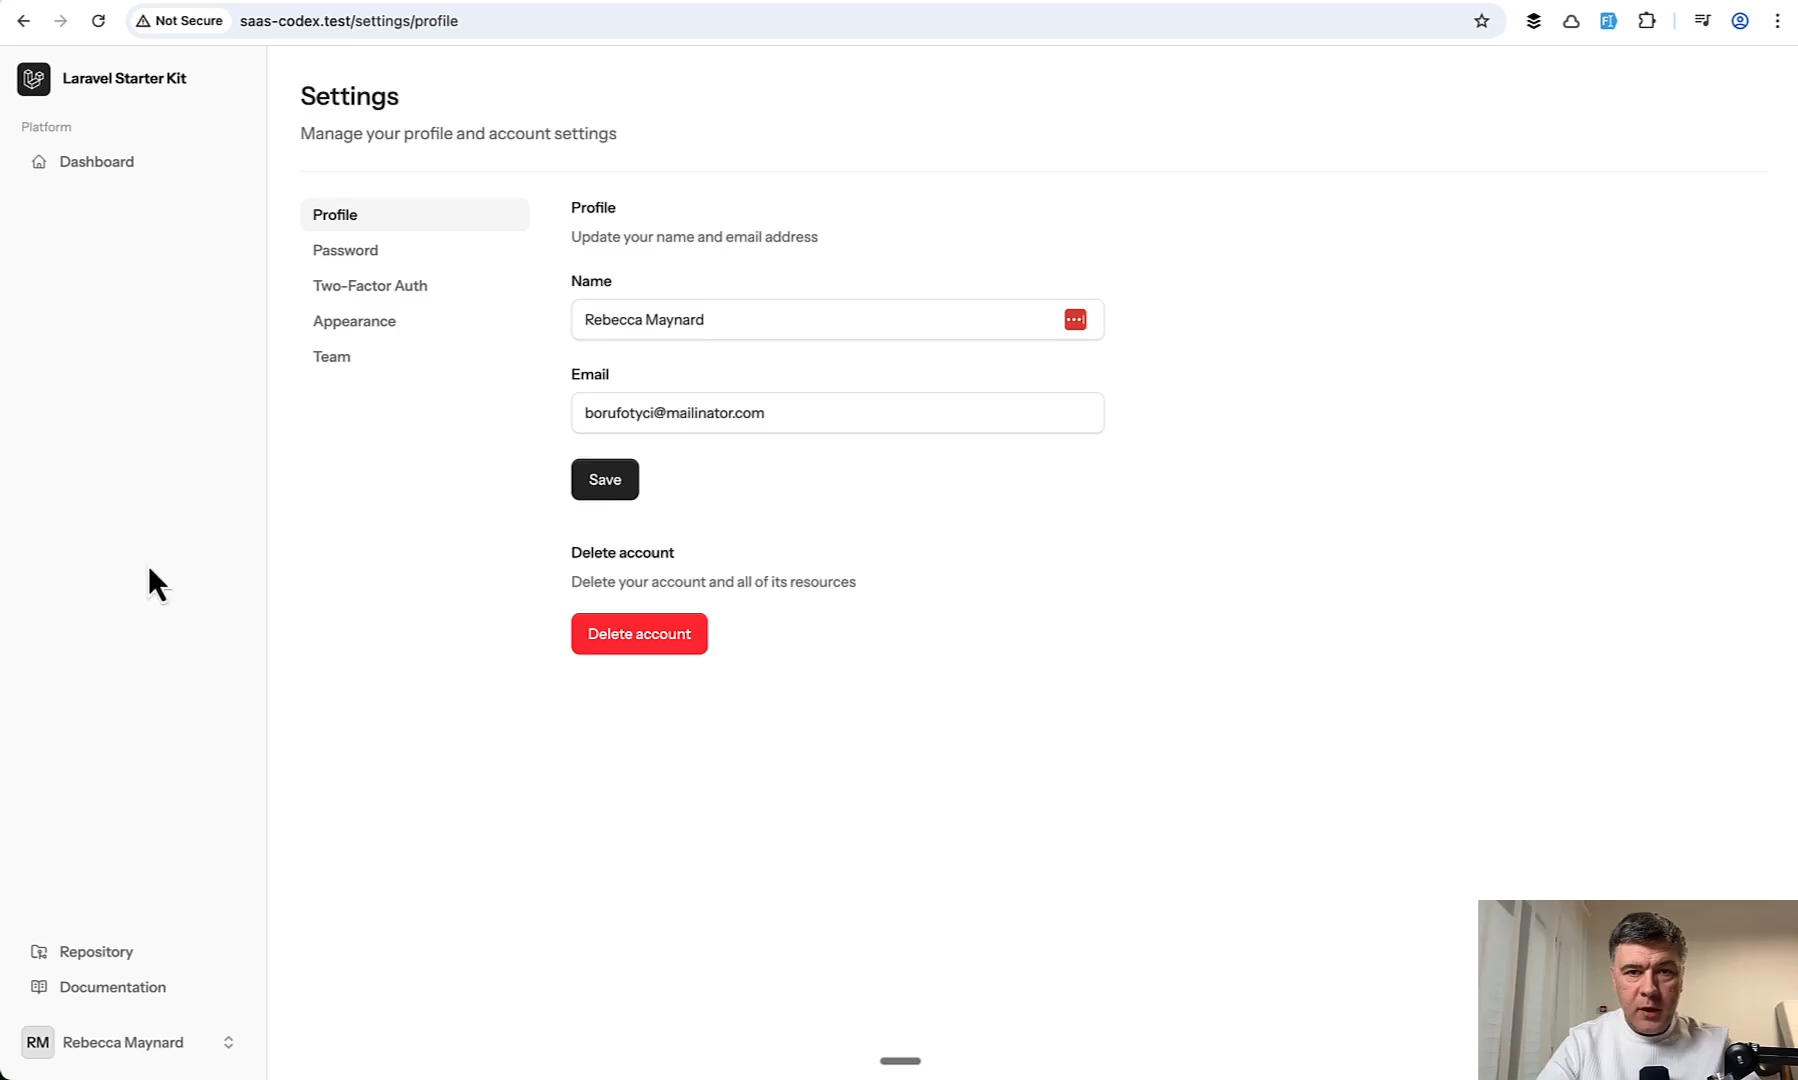 Not Secure saas-codex.test/settings/profile
Laravel Starter Kit
Platform
Dashboard
Settings
Manage your profile and account settings
Profile
Password
Two-Factor Auth
Appearance
Team
Profile
Update your name and email address
Name
Rebecca Maynard
Email
borufotyci@mailinator.com
Save
Delete account
Delete your account and all of its resources
Delete account
Repository
Documentation
RM Rebecca Maynard